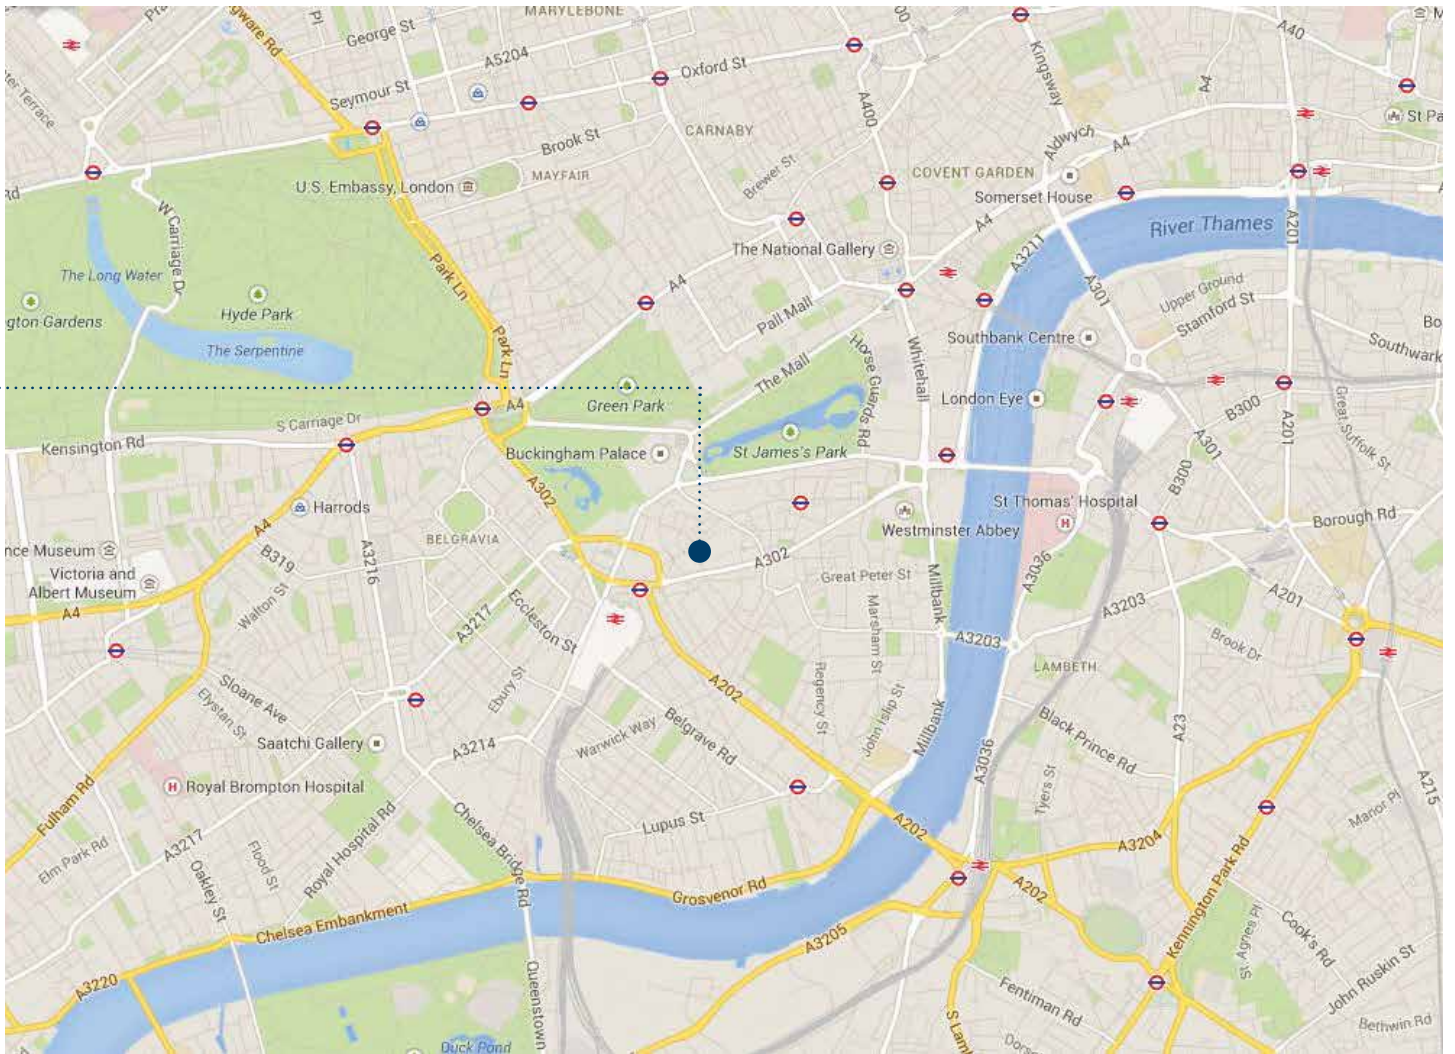 Pl
George St
MARYLEBONE
A5204
Oxford St
Seymour St
A400
Kingsway
A4
A40
CARNABY
Brook St
MAYFAIR
Brewer St
COVENT GARDEN
Aldwych
A4
U.S. Embassy, London
Somerset House
W Carriage Dr
Park Ln
The National Gallery
A4
A3211
River Thames
A201
The Long Water
Hyde Park
A4
Pall Mall
A301
Upper Ground
Stamford St
The Serpentine
Park Ln
The Mall
Horse Guards Rd
Whitehall
Southbank Centre
A4
Green Park
London Eye
B300
A201
Great Suffolk St
S Carriage Dr
Kensington Rd
Buckingham Palace
St James's Park
A301
B300
A302
Harrods
St Thomas' Hospital
Westminster Abbey
Borough Rd
A4
BELGRAVIA
B319
A3216
A302
Great Peter St
Millbank
A3036
Victoria and
Albert Museum
A4
Walton St
A3217
Eccleston St
Marsham St
A3203
A3203
A201
Brook Dr
LAMBETH
Sloane Ave
Elystan St
Ebury St
A202
Regency St
John Islip St
Saatchi Gallery
A3214
Warwick Way
Belgrave Rd
Millbank
A3036
Black Prince Rd
A23
Royal Brompton Hospital
Tyers St
A215
Manor Pl
Fulham Rd
A3217
Elm Park Rd
Flood St
Royal Hospital Rd
Chelsea Bridge Rd
Lupus St
A202
A3204
Kennington Park Rd
Oakley St
Chelsea Embankment
Grosvenor Rd
A202
A3205
St. Agnes Pl
Cook's Rd
A3220
Queenstown
Fentiman Rd
John Ruskin St
Bethwin Rd
Duck Pond